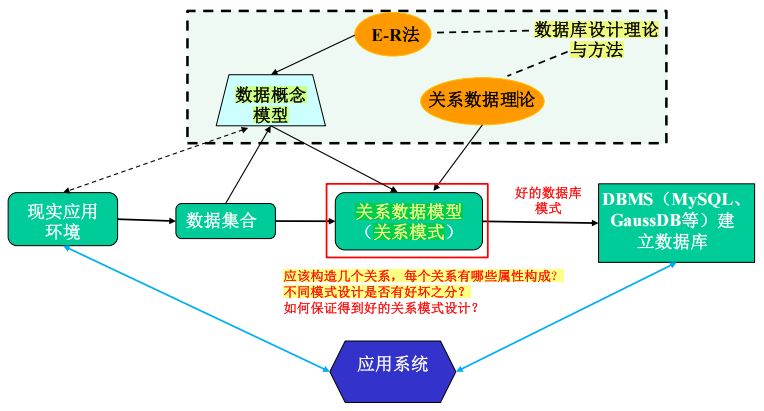 E-R法
数据库设计理论
与方法
数据概念
模型
关系数据理论
现实应用
环境
数据集合
关系数据模型
（关系模式）
好的数据库
模式
DBMS（MySQL、
GaussDB等）建
立数据库
应该构造几个关系，每个关系有哪些属性构成？
不同模式设计是否有好坏之分？
如何保证得到好的关系模式设计？
应用系统